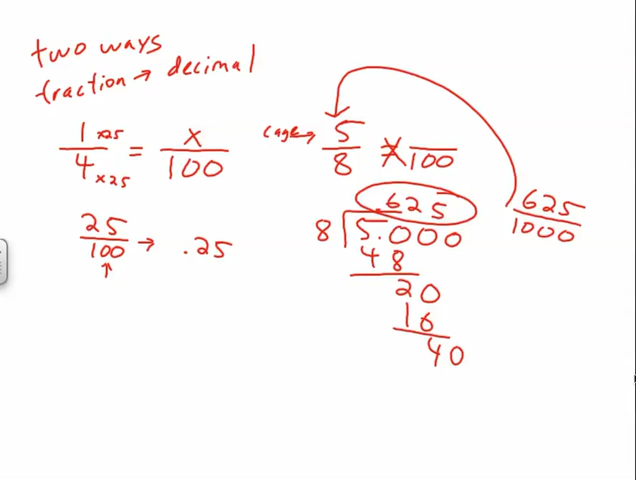 two ways
fraction → decimal
1 x25 / 4 x25 = x / 100
25 / 100 → .25
cage → 5 / 8 ≠ / 100
.625
8 ) 5.000
48
20
16
40
625 / 1000